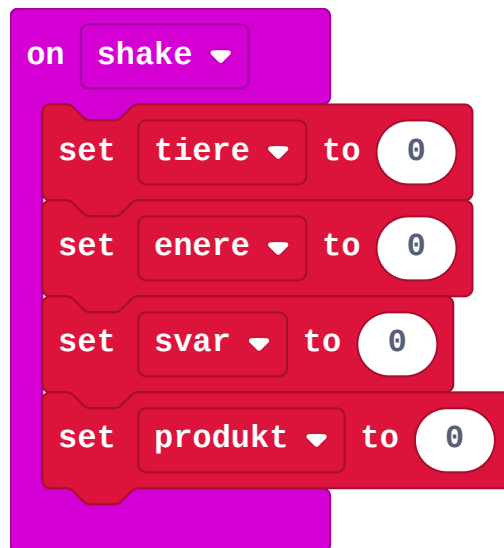 on shake
set tiere to 0
set enere to 0
set svar to 0
set produkt to 0